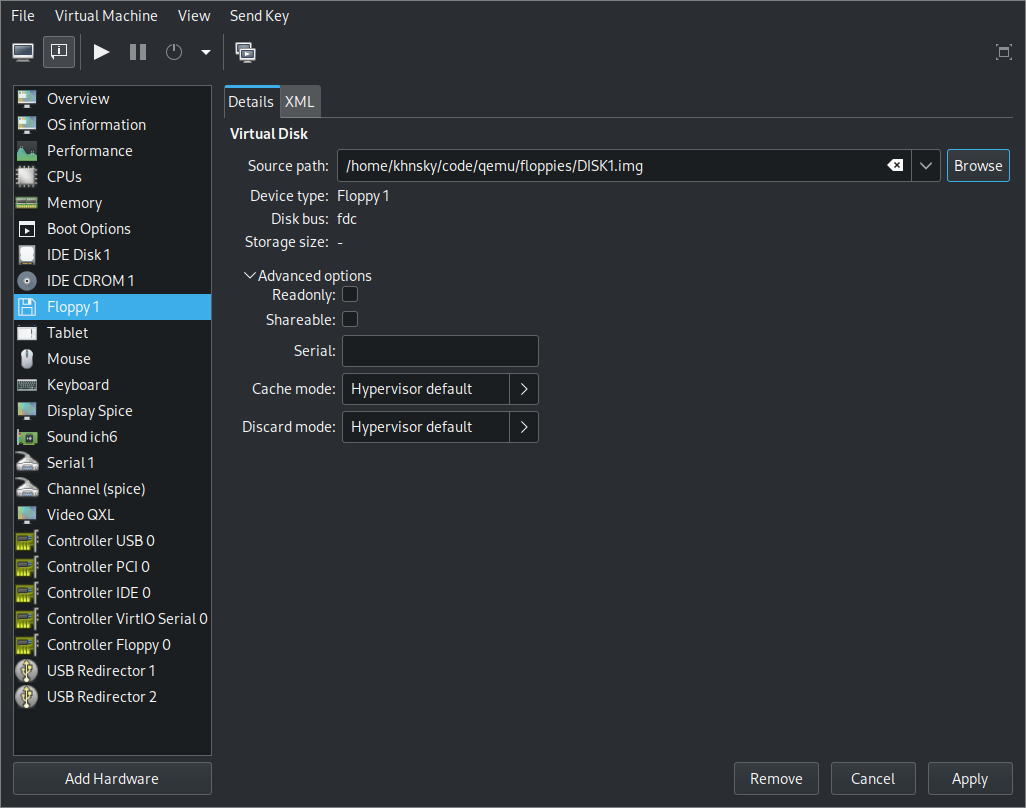 File Virtual Machine View Send Key
Overview
OS information
Performance
CPUs
Memory
Boot Options
IDE Disk 1
IDE CDROM 1
Floppy 1
Tablet
Mouse
Keyboard
Display Spice
Sound ich6
Serial 1
Channel (spice)
Video QXL
Controller USB 0
Controller PCI 0
Controller IDE 0
Controller VirtIO Serial 0
Controller Floppy 0
USB Redirector 1
USB Redirector 2
Add Hardware
Details XML
Virtual Disk
Source path: /home/khnsky/code/qemu/floppies/DISK1.img Browse
Device type: Floppy 1
Disk bus: fdc
Storage size: -
Advanced options
Readonly:
Shareable:
Serial:
Cache mode: Hypervisor default
Discard mode: Hypervisor default
Remove Cancel Apply